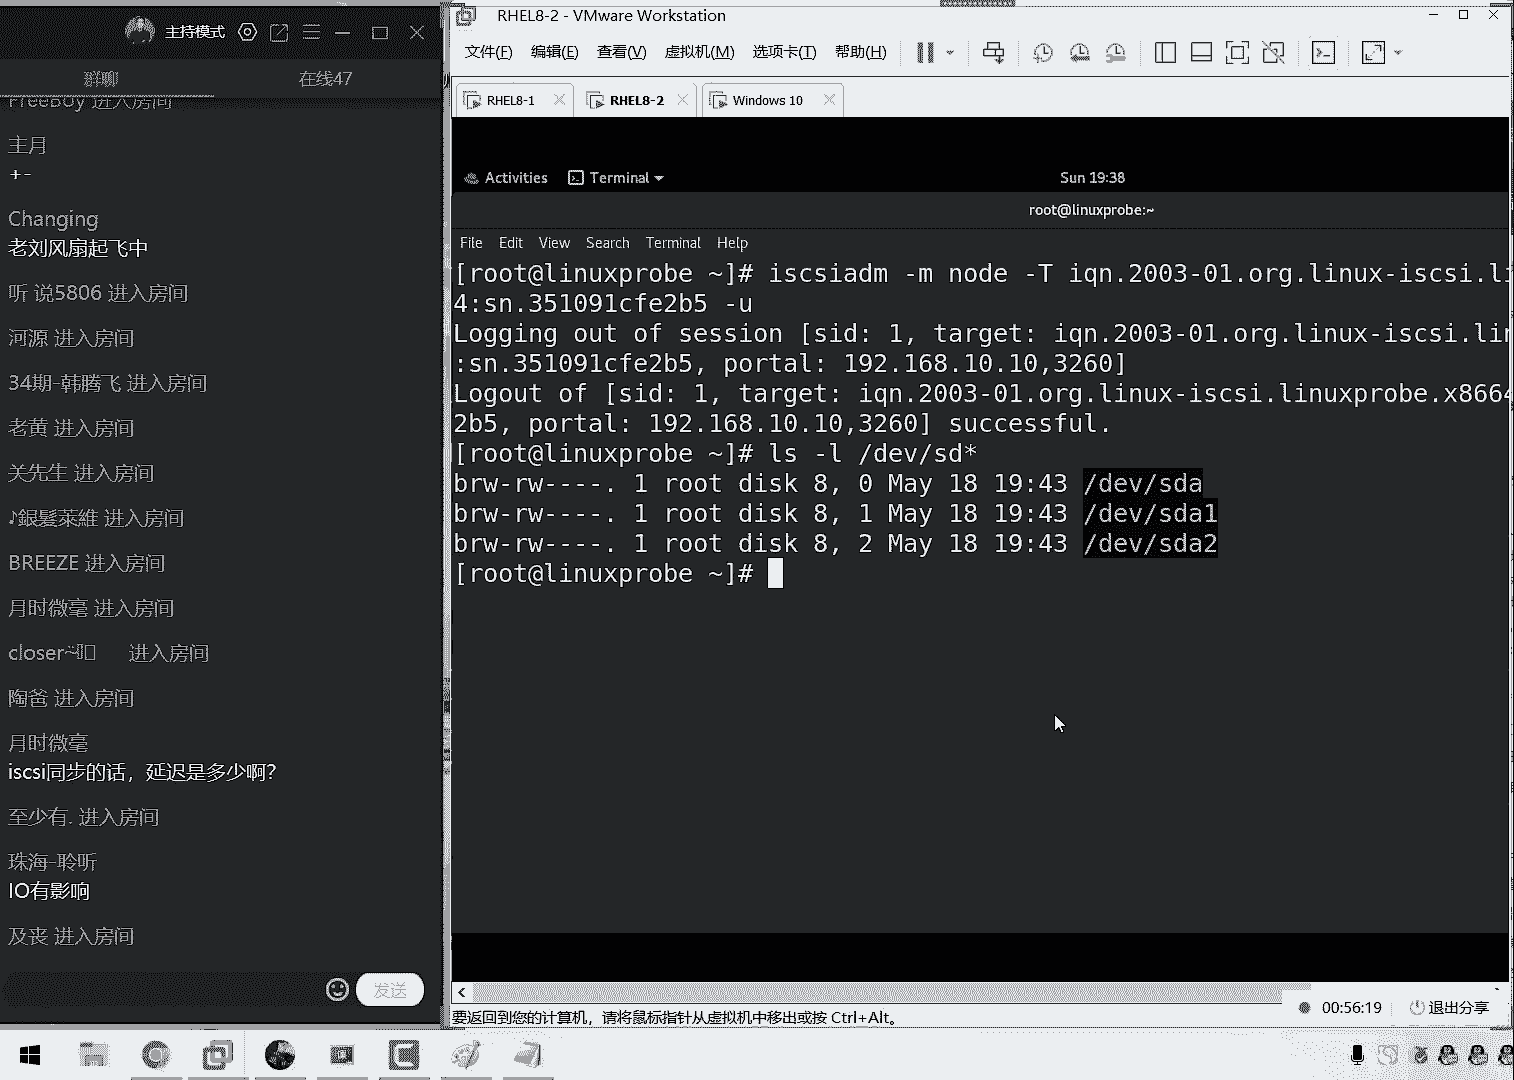 主持模式
群聊
在线47
FreeBoy 进入房间
主月
+-
Changing
老刘风扇起飞中
听 说5806 进入房间
河源 进入房间
34期-韩腾飞 进入房间
老黄 进入房间
关先生 进入房间
♪銀髮萊維 进入房间
BREEZE 进入房间
月时微毫 进入房间
closer 进入房间
陶爸 进入房间
月时微毫
iscsi同步的话，延迟是多少啊？
至少有. 进入房间
珠海-聆听
IO有影响
及丧 进入房间
发送
RHEL8-2 - VMware Workstation
文件(F) 编辑(E) 查看(V) 虚拟机(M) 选项卡(T) 帮助(H)
RHEL8-1
RHEL8-2
Windows 10
Activities
Terminal
Sun 19:38
root@linuxprobe:~
File Edit View Search Terminal Help
[root@linuxprobe ~]# iscsiadm -m node -T iqn.2003-01.org.linux-iscsi.li
4:sn.351091cfe2b5 -u
Logging out of session [sid: 1, target: iqn.2003-01.org.linux-iscsi.lin
:sn.351091cfe2b5, portal: 192.168.10.10,3260]
Logout of [sid: 1, target: iqn.2003-01.org.linux-iscsi.linuxprobe.x8664
2b5, portal: 192.168.10.10,3260] successful.
[root@linuxprobe ~]# ls -l /dev/sd*
brw-rw----. 1 root disk 8, 0 May 18 19:43 /dev/sda
brw-rw----. 1 root disk 8, 1 May 18 19:43 /dev/sda1
brw-rw----. 1 root disk 8, 2 May 18 19:43 /dev/sda2
[root@linuxprobe ~]#
00:56:19
退出分享
要返回到您的计算机，请将鼠标指针从虚拟机中移出或按 Ctrl+Alt。